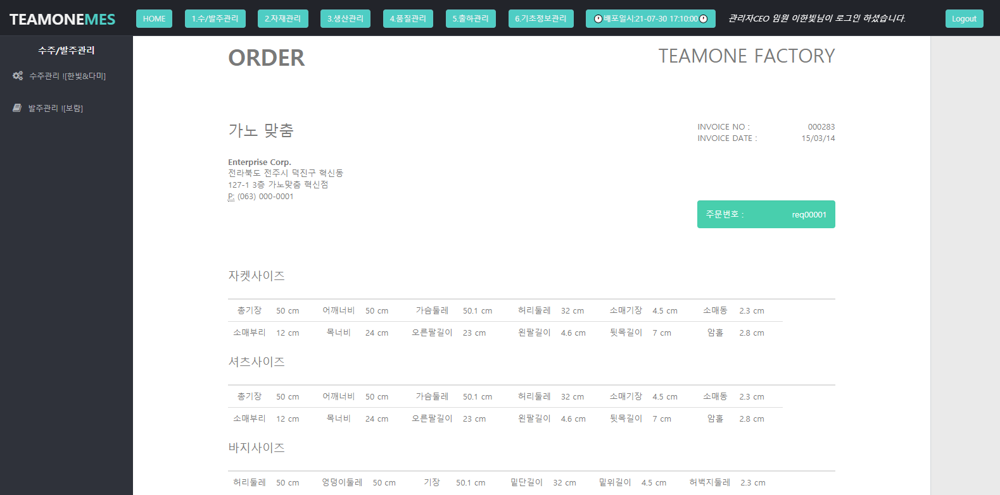 TEAMONEMES HOME 1.수/발주관리 2.자재관리 3.생산관리 4.품질관리 5.출하관리 6.기초정보관리 배포일시:21-07-30 17:10:00 관리자CEO 임원 이한빛님이 로그인 하셨습니다. Logout
수주/발주관리
수주관리 ![한빛&다미]
발주관리 ![보람]
ORDER TEAMONE FACTORY
가노 맞춤
INVOICE NO : 000283
INVOICE DATE : 15/03/14
Enterprise Corp.
전라북도 전주시 덕진구 혁신동
127-1 3층 가노맞춤 혁신점
P: (063) 000-0001
주문번호 : req00001
자켓사이즈
총기장 50 cm 어깨너비 50 cm 가슴둘레 50.1 cm 허리둘레 32 cm 소매기장 4.5 cm 소매통 2.3 cm
소매부리 12 cm 목너비 24 cm 오른팔길이 23 cm 왼팔길이 4.6 cm 뒷목길이 7 cm 암홀 2.8 cm
셔츠사이즈
총기장 50 cm 어깨너비 50 cm 가슴둘레 50.1 cm 허리둘레 32 cm 소매기장 4.5 cm 소매통 2.3 cm
소매부리 12 cm 목너비 24 cm 오른팔길이 23 cm 왼팔길이 4.6 cm 뒷목길이 7 cm 암홀 2.8 cm
바지사이즈
허리둘레 50 cm 엉덩이둘레 50 cm 기장 50.1 cm 밑단길이 32 cm 밑위길이 4.5 cm 허벅지둘레 2.3 cm